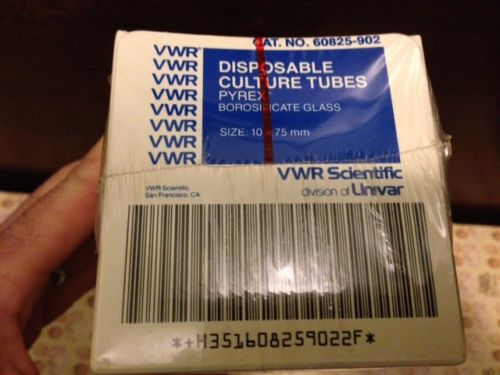 CAT. NO. 60825-902
VWR®
VWR
VWR
VWR
VWR
VWR
VWR
VWR
DISPOSABLE
CULTURE TUBES
PYREX
BOROSILICATE GLASS
SIZE: 10 x 75 mm
VWR Scientific
division of Univar
VWR Scientific
San Francisco, CA
*+H351608259022F*